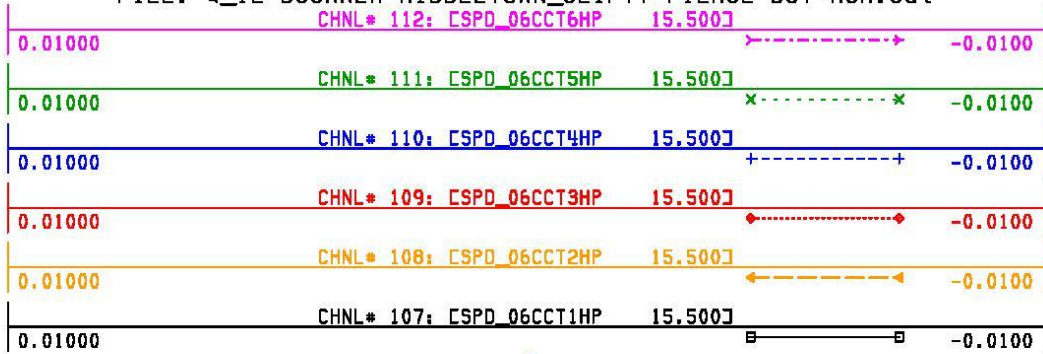 CHNL# 112: [SPD_06CCT6HP 15.500]
0.01000 -0.0100
CHNL# 111: [SPD_06CCT5HP 15.500]
0.01000 -0.0100
CHNL# 110: [SPD_06CCT4HP 15.500]
0.01000 -0.0100
CHNL# 109: [SPD_06CCT3HP 15.500]
0.01000 -0.0100
CHNL# 108: [SPD_06CCT2HP 15.500]
0.01000 -0.0100
CHNL# 107: [SPD_06CCT1HP 15.500]
0.01000 -0.0100